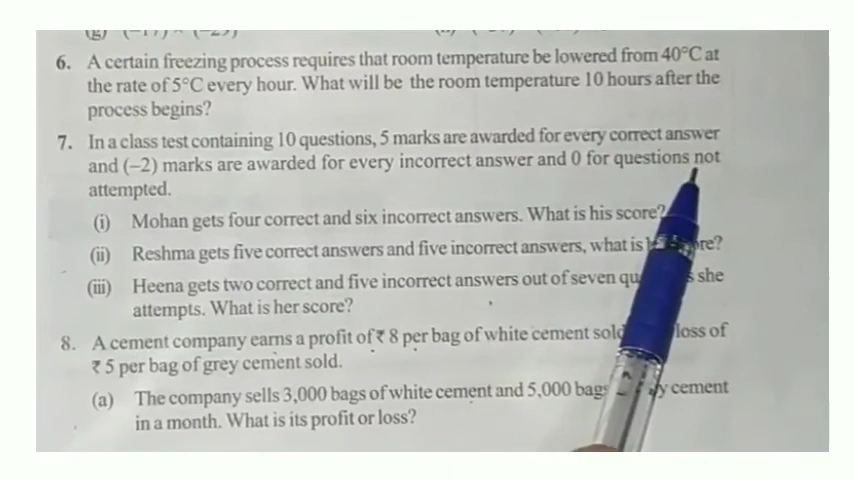 6. A certain freezing process requires that room temperature be lowered from 40°C at
the rate of 5°C every hour. What will be the room temperature 10 hours after the
process begins?
7. In a class test containing 10 questions, 5 marks are awarded for every correct answer
and (–2) marks are awarded for every incorrect answer and 0 for questions not
attempted.
(i) Mohan gets four correct and six incorrect answers. What is his score?
(ii) Reshma gets five correct answers and five incorrect answers, what is
(iii) Heena gets two correct and five incorrect answers out of seven she
attempts. What is her score?
8. A cement company earns a profit of ₹ 8 per bag of white cement sold loss of
₹ 5 per bag of grey cement sold.
(a) The company sells 3,000 bags of white cement and 5,000 bags cement
in a month. What is its profit or loss?